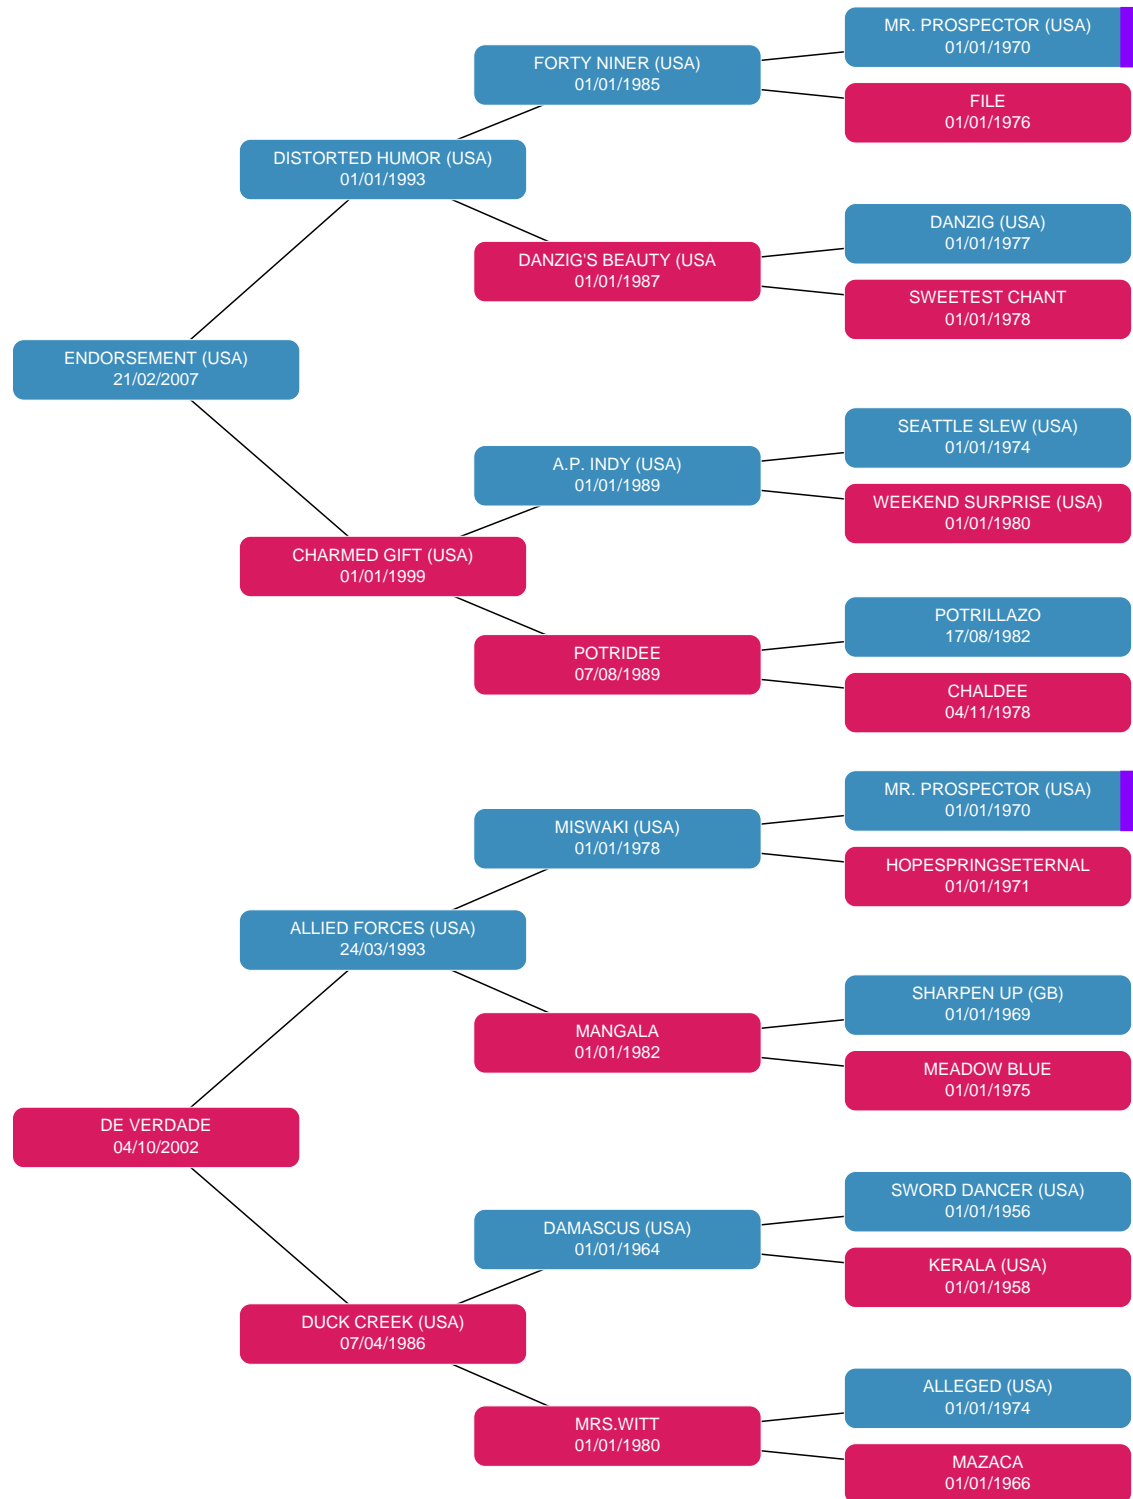 MR. PROSPECTOR (USA)
01/01/1970
FORTY NINER (USA)
01/01/1985
FILE
01/01/1976
DISTORTED HUMOR (USA)
01/01/1993
DANZIG (USA)
01/01/1977
DANZIG'S BEAUTY (USA
01/01/1987
SWEETEST CHANT
01/01/1978
ENDORSEMENT (USA)
21/02/2007
SEATTLE SLEW (USA)
01/01/1974
A.P. INDY (USA)
01/01/1989
WEEKEND SURPRISE (USA)
01/01/1980
CHARMED GIFT (USA)
01/01/1999
POTRILLAZO
17/08/1982
POTRIDEE
07/08/1989
CHALDEE
04/11/1978
MR. PROSPECTOR (USA)
01/01/1970
MISWAKI (USA)
01/01/1978
HOPESPRINGSETERNAL
01/01/1971
ALLIED FORCES (USA)
24/03/1993
SHARPEN UP (GB)
01/01/1969
MANGALA
01/01/1982
MEADOW BLUE
01/01/1975
DE VERDADE
04/10/2002
SWORD DANCER (USA)
01/01/1956
DAMASCUS (USA)
01/01/1964
KERALA (USA)
01/01/1958
DUCK CREEK (USA)
07/04/1986
ALLEGED (USA)
01/01/1974
MRS.WITT
01/01/1980
MAZACA
01/01/1966